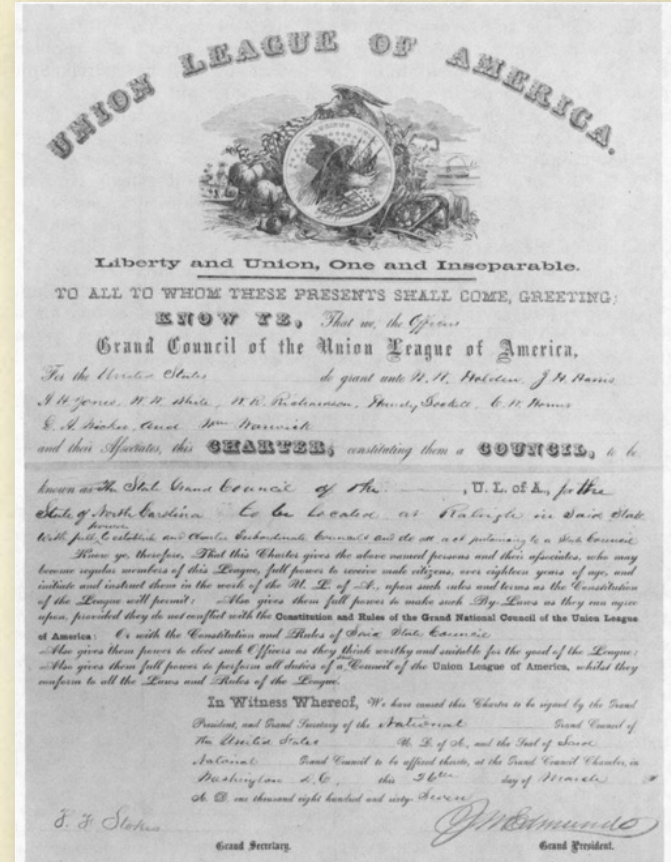 UNION LEAGUE OF AMERICA.
Liberty and Union, One and Inseparable.
TO ALL TO WHOM THESE PRESENTS SHALL COME, GREETING;
KNOW YE, That we, the Officers
Grand Council of the Union League of America,
For the United States do grant unto W. W. Holden, J. H. Harris
A. H. Jones, W. H. White, W. R. Richardson, Handy Lockett, C. H. Horner
and Wm Warwick
and their Associates, this CHARTER; constituting them a COUNCIL, to be
known as The State Grand Council of the , U. L. of A., for the
State of North Carolina to be Located at Raleigh in Said State
power
With full to establish and Charter Subordinate Councils and do all act pertaining to a State Council
Know ye, therefore, That this Charter gives the above named persons and their associates, who may
become regular members of this League, full power to receive male citizens, over eighteen years of age, and
initiate and instruct them in the work of the U. L. of A., upon such rules and terms as the Constitution
of the League will permit: Also gives them full power to make such By-Laws as they can agree
upon, provided they do not conflict with the Constitution and Rules of the Grand National Council of the Union League
of America: Or with the Constitution and Rules of Said State Council
Also gives them power to elect such Officers as they think worthy and suitable for the good of the League:
Also gives them full power to perform all duties of a Council of the Union League of America, whilst they
conform to all the Laws and Rules of the League.
In Witness Whereof, We have caused this Charter to be signed by the Grand
President, and Grand Secretary of the National Grand Council of
The United States U. L. of A., and the Seal of Said
National Grand Council to be affixed thereto, at the Grand Council Chamber, in
Washington D.C. this 26th day of March
A. D. one thousand eight hundred and sixty-Seven
J. M. Edmunds
Grand Secretary. Grand President.